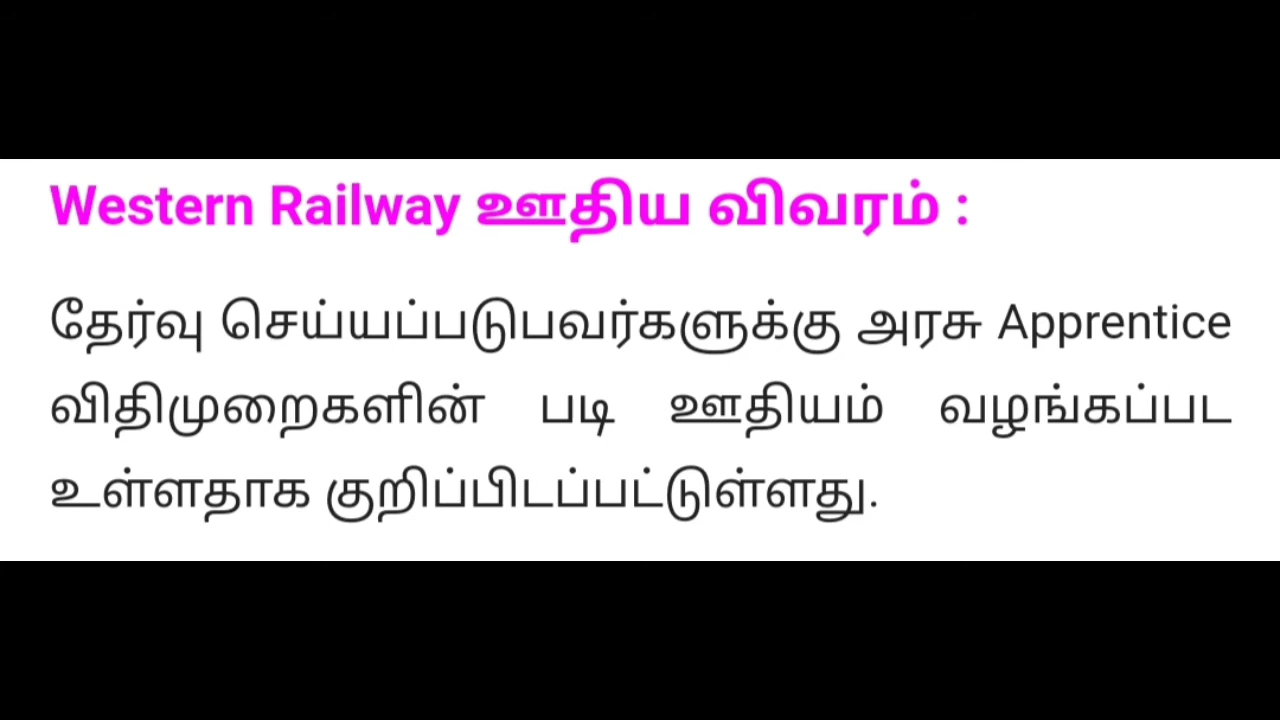 Western Railway ஊதிய விவரம் :
தேர்வு செய்யப்படுபவர்களுக்கு அரசு Apprentice
விதிமுறைகளின் படி ஊதியம் வழங்கப்பட
உள்ளதாக குறிப்பிடப்பட்டுள்ளது.